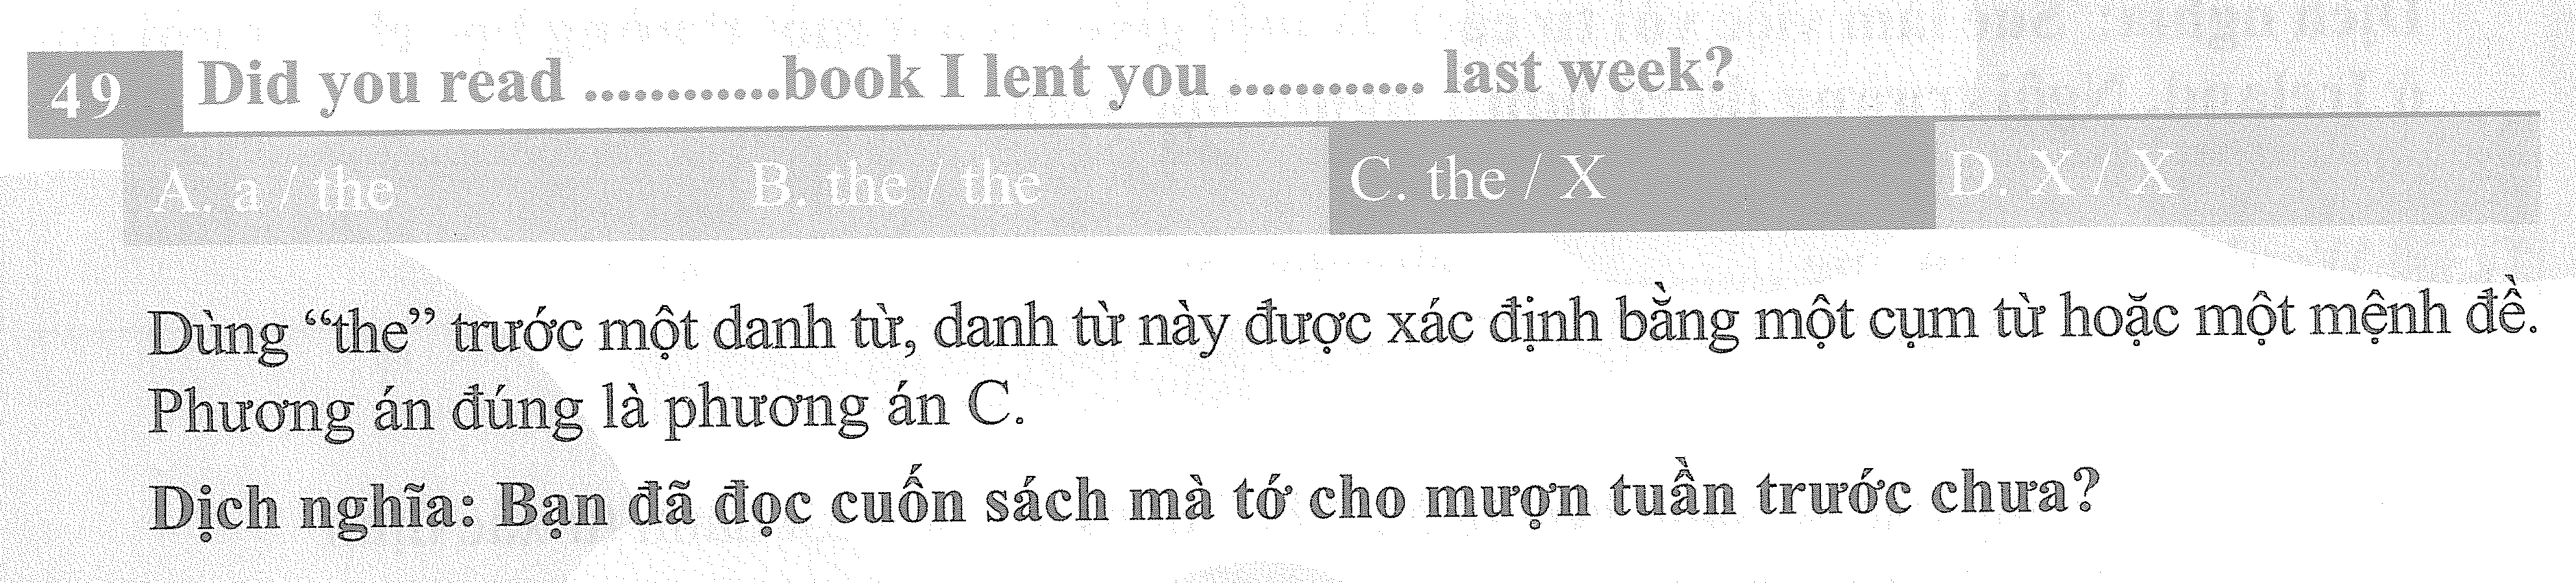 49 Did you read ............book I lent you ............ last week?
A. a / the B. the / the C. the / X D. X / X
Dùng “the” trước một danh từ, danh từ này được xác định bằng một cụm từ hoặc một mệnh đề.
Phương án đúng là phương án C.
Dịch nghĩa: Bạn đã đọc cuốn sách mà tớ cho mượn tuần trước chưa?